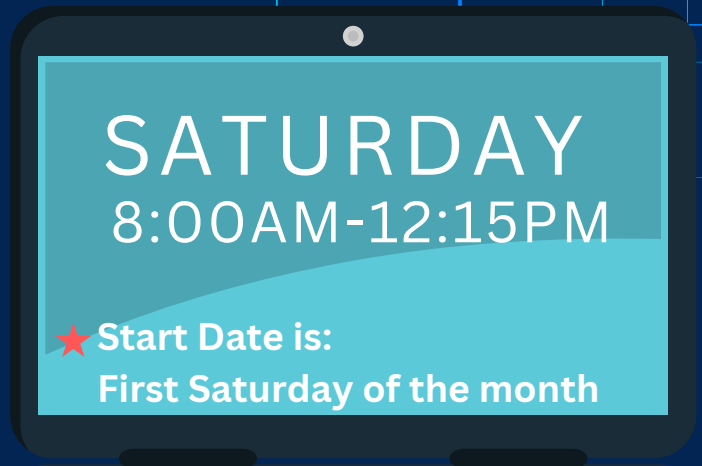 SATURDAY
8:00AM-12:15PM
Start Date is:
First Saturday of the month